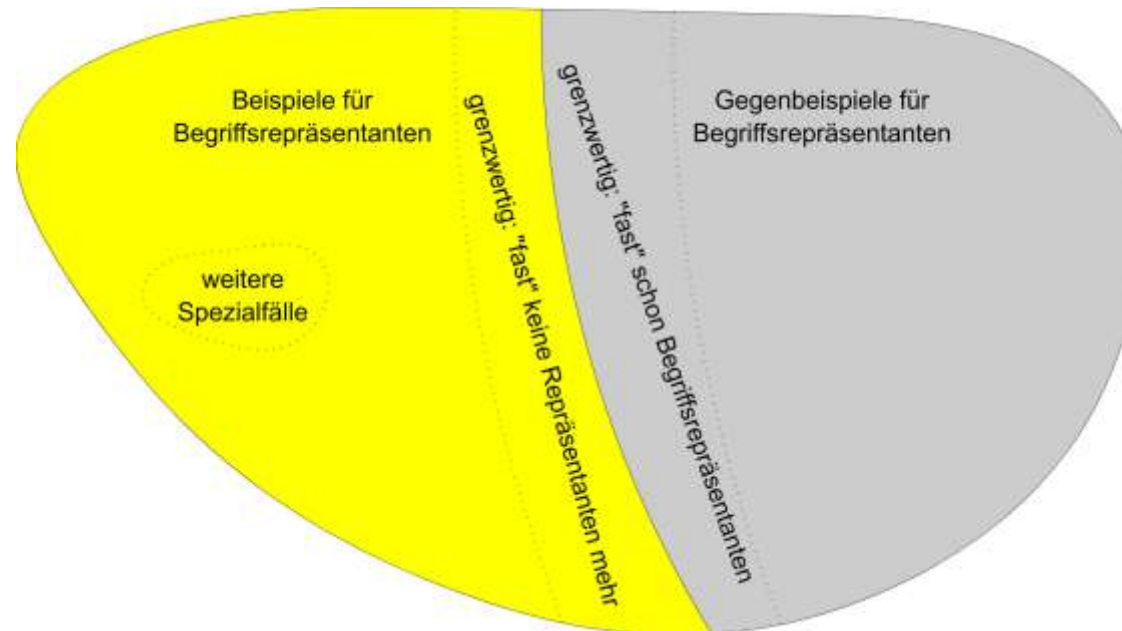 Beispiele für
Begriffsrepräsentanten
weitere
Spezialfälle
grenzwertig: "fast" keine Repräsentanten mehr
grenzwertig: "fast" schon Begriffsrepräsentanten
Gegenbeispiele für
Begriffsrepräsentanten